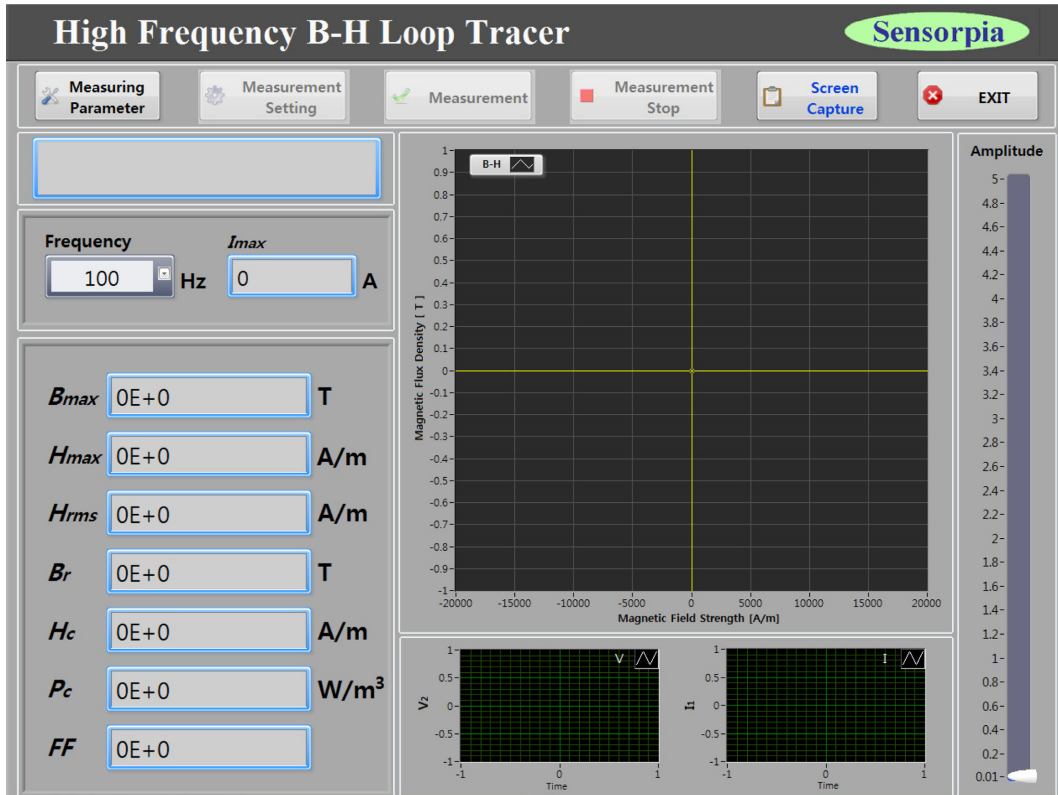 High Frequency B-H Loop Tracer
Sensorpia
Measuring
Parameter
Measurement
Setting
Measurement
Measurement
Stop
Screen
Capture
EXIT
Frequency
100
Hz
Imax
0
A
Bmax 0E+0 T
Hmax 0E+0 A/m
Hrms 0E+0 A/m
Br 0E+0 T
Hc 0E+0 A/m
Pc 0E+0 W/m³
FF 0E+0
B-H
Magnetic Flux Density [ T ]
1
0.9
0.8
0.7
0.6
0.5
0.4
0.3
0.2
0.1
0
-0.1
-0.2
-0.3
-0.4
-0.5
-0.6
-0.7
-0.8
-0.9
-1
-20000 -15000 -10000 -5000 0 5000 10000 15000 20000
Magnetic Field Strength [A/m]
V
V2
1
0.5
0
-0.5
-1
-1 0 1
Time
I
I1
1
0.5
0
-0.5
-1
-1 0 1
Time
Amplitude
5
4.8
4.6
4.4
4.2
4
3.8
3.6
3.4
3.2
3
2.8
2.6
2.4
2.2
2
1.8
1.6
1.4
1.2
1
0.8
0.6
0.4
0.2
0.01